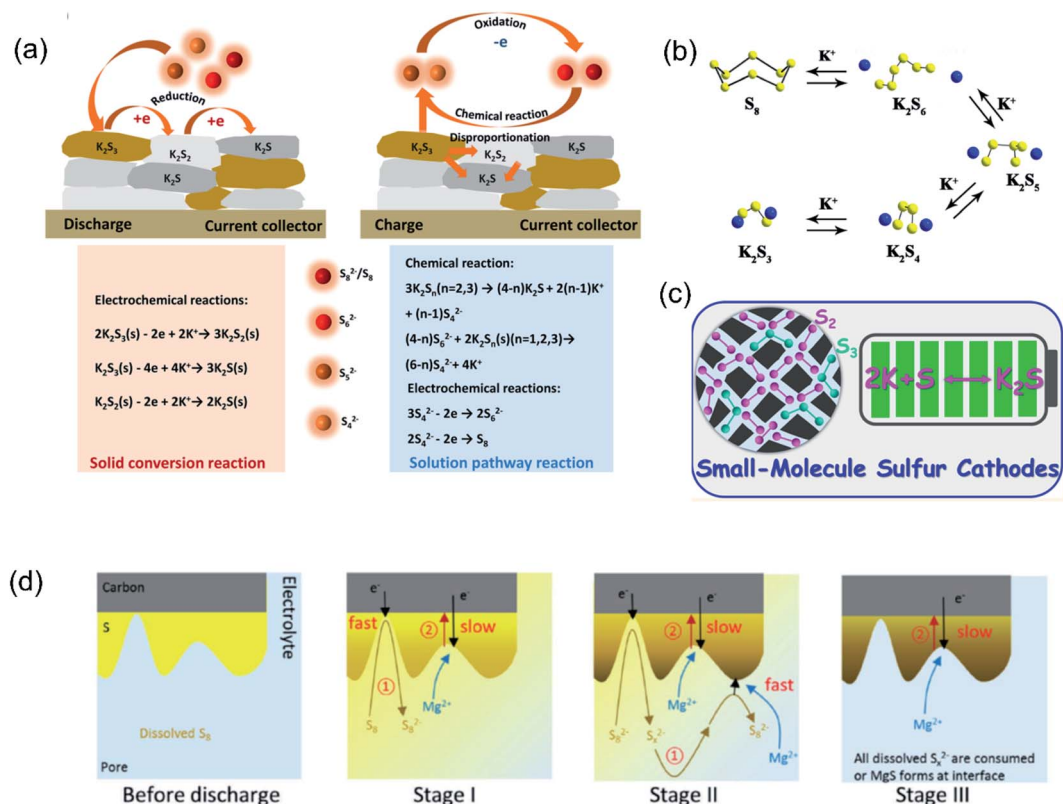 (a)
Reduction
+e
+e
K₂S₃
K₂S₂
K₂S
K₂S
Discharge
Current collector
Oxidation
-e
Chemical reaction
Disproportionation
K₂S₃
K₂S₂
K₂S
K₂S
Charge
Current collector
Electrochemical reactions:
2K₂S₃(s) - 2e + 2K⁺→ 3K₂S₂(s)
K₂S₃(s) - 4e + 4K⁺→ 3K₂S(s)
K₂S₂(s) - 2e + 2K⁺→ 2K₂S(s)
Solid conversion reaction
S₈²⁻/S₈
S₆²⁻
S₅²⁻
S₄²⁻
Chemical reaction:
3K₂Sₙ(n=2,3) → (4-n)K₂S + 2(n-1)K⁺
+ (n-1)S₄²⁻
(4-n)S₆²⁻ + 2K₂Sₙ(s)(n=1,2,3)→
(6-n)S₄²⁻ + 4K⁺
Electrochemical reactions:
3S₄²⁻ - 2e → 2S₆²⁻
2S₄²⁻ - 2e → S₈
Solution pathway reaction
(b)
K⁺
S₈
K₂S₆
K⁺
K₂S₅
K⁺
K⁺
K₂S₃
K₂S₄
(c)
S₂
S₃
2K+S ⟷ K₂S
Small-Molecule Sulfur Cathodes
(d)
Carbon
S
Electrolyte
Dissolved S₈
Pore
Before discharge
e⁻
fast
②
slow
①
Mg²⁺
S₈
S₈²⁻
Stage I
e⁻
②
slow
fast
Mg²⁺
S₈²⁻
Sₓ²⁻
S₈²⁻
①
Mg²⁺
Stage II
e⁻
②
slow
Mg²⁺
All dissolved Sₓ²⁻ are consumed
or MgS forms at interface
Stage III